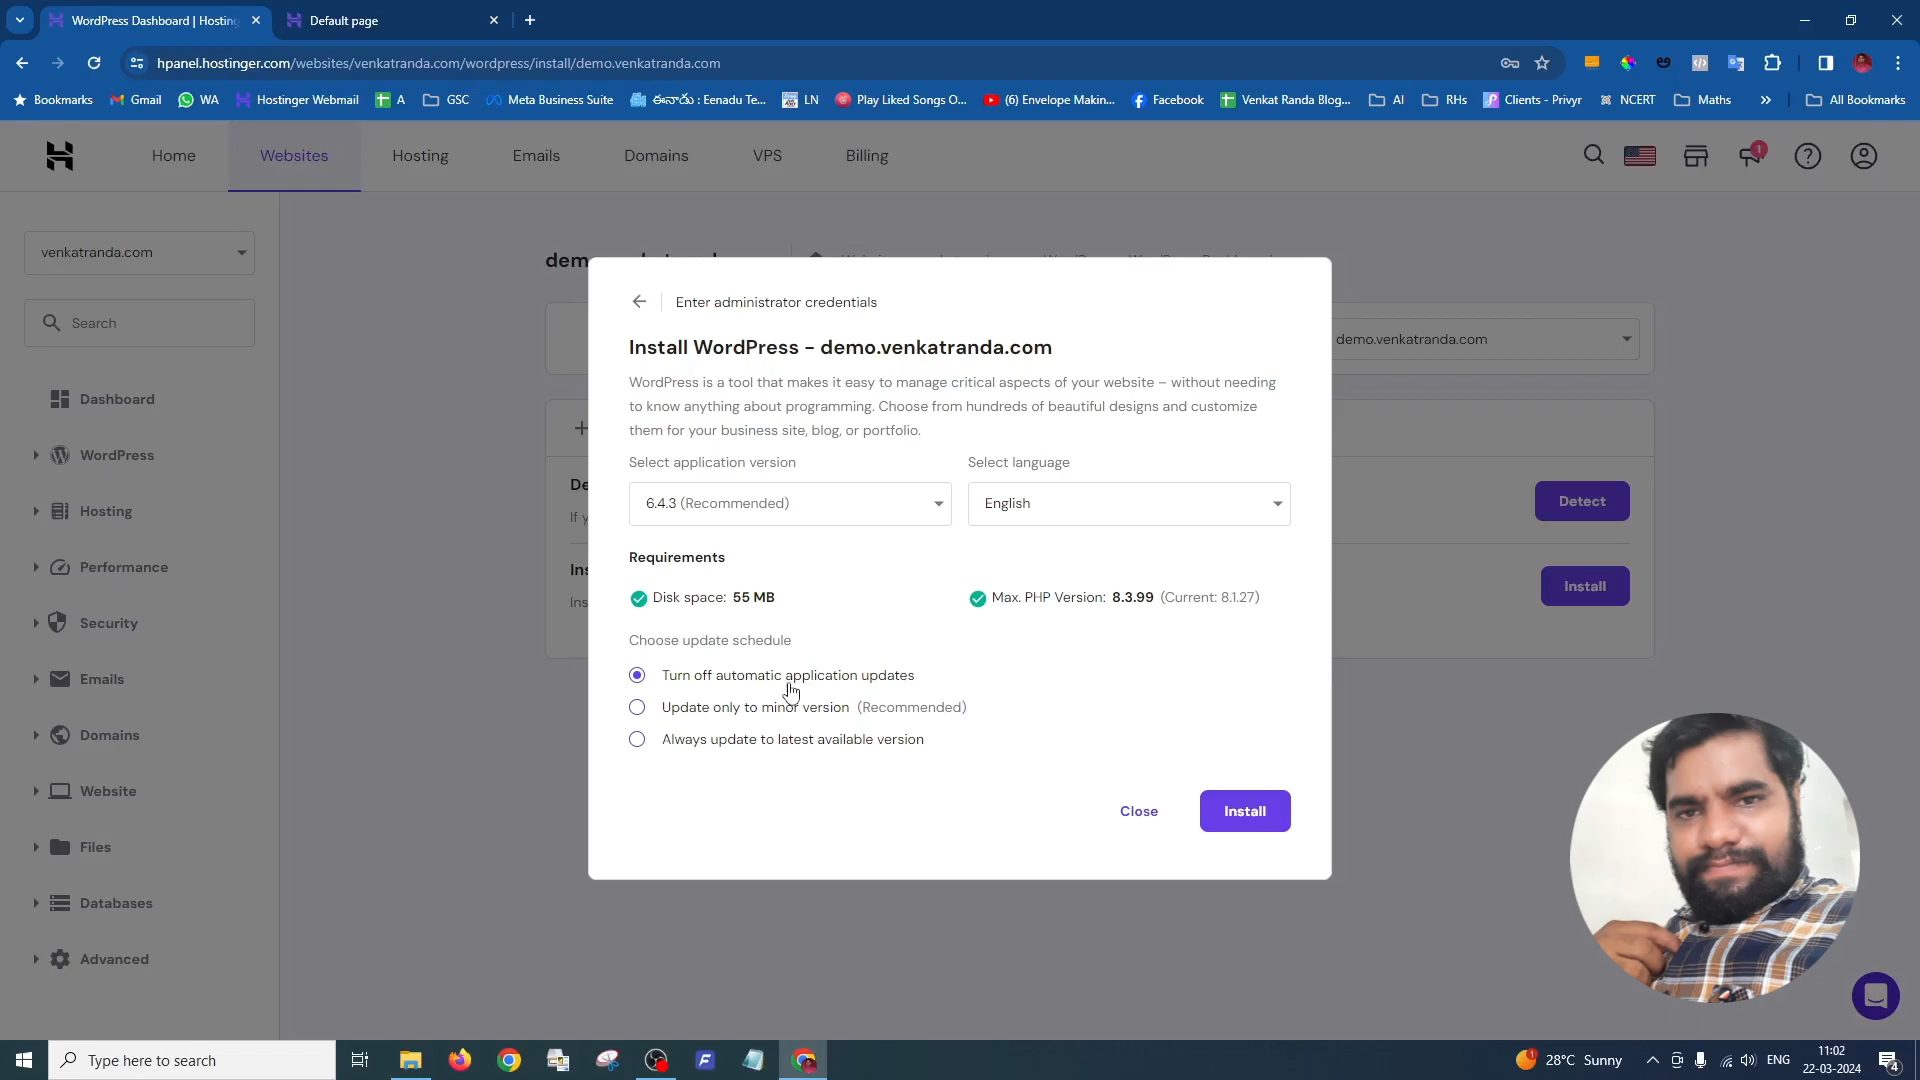 WordPress Dashboard | Hosting
Default page
hpanel.hostinger.com/websites/venkatranda.com/wordpress/install/demo.venkatranda.com
Bookmarks
Gmail
WA
Hostinger Webmail
A
GSC
Meta Business Suite
ఈనాడు : Eenadu Te...
LN
Play Liked Songs O...
(6) Envelope Makin...
Facebook
Venkat Randa Blog...
AI
RHs
Clients - Privyr
NCERT
Maths
All Bookmarks
Home
Websites
Hosting
Emails
Domains
VPS
Billing
1
venkatranda.com
Search
Dashboard
WordPress
Hosting
Performance
Security
Emails
Domains
Website
Files
Databases
Advanced
demo.venkatranda.com
Detect
Install
Enter administrator credentials
Install WordPress - demo.venkatranda.com
WordPress is a tool that makes it easy to manage critical aspects of your website – without needing
to know anything about programming. Choose from hundreds of beautiful designs and customize
them for your business site, blog, or portfolio.
Select application version
Select language
6.4.3 (Recommended)
English
Requirements
Disk space: 55 MB
Max. PHP Version: 8.3.99 (Current: 8.1.27)
Choose update schedule
Turn off automatic application updates
Update only to minor version (Recommended)
Always update to latest available version
Close
Install
Type here to search
1
28°C Sunny
ENG
11:02
22-03-2024
4